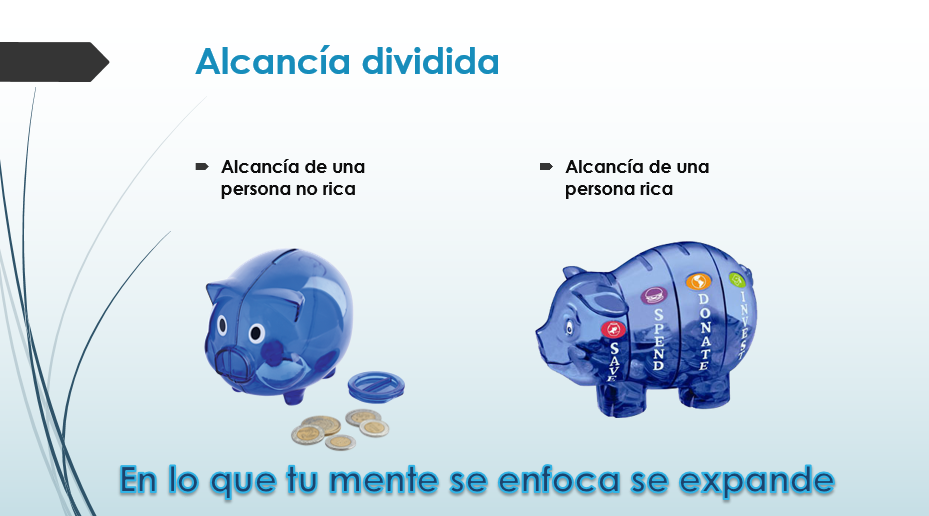 Alcancía dividida
Alcancía de una
persona no rica
Alcancía de una
persona rica
SAVE
SPEND
DONATE
INVEST
En lo que tu mente se enfoca se expande